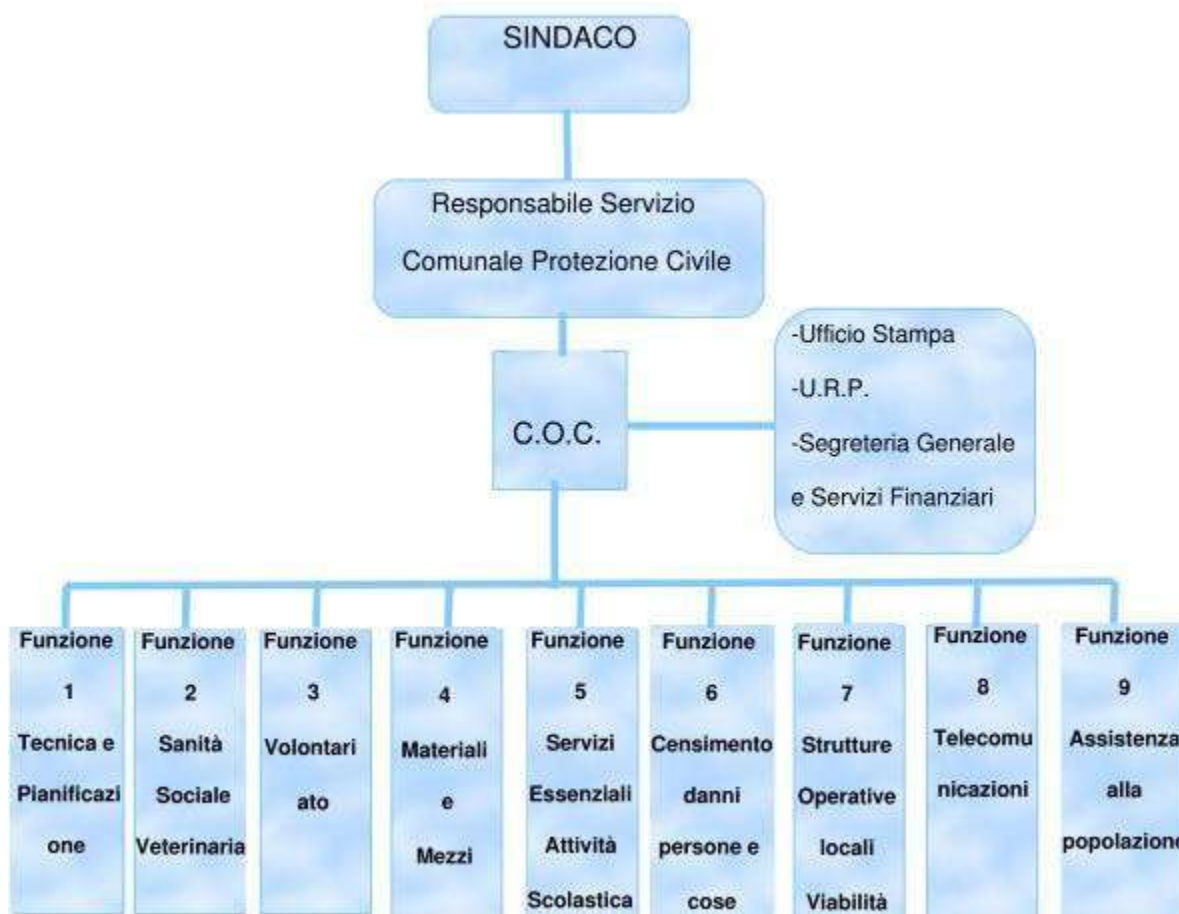 SINDACO
Responsabile Servizio
Comunale Protezione Civile
C.O.C.
-Ufficio Stampa
-U.R.P.
-Segreteria Generale
e Servizi Finanziari
Funzione
1
Tecnica e
Pianificazi
one
Funzione
2
Sanità
Sociale
Veterinaria
Funzione
3
Volontari
ato
Funzione
4
Materiali
e
Mezzi
Funzione
5
Servizi
Essenziali
Attività
Scolastica
Funzione
6
Censimento
danni
persone e
cose
Funzione
7
Strutture
Operative
locali
Viabilità
Funzione
8
Telecomu
nicazioni
Funzione
9
Assistenza
alla
popolazione